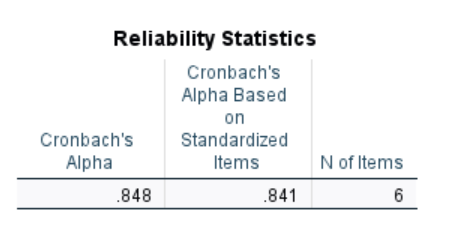 Reliability Statistics
Cronbach's
Alpha
Cronbach's
Alpha Based
on
Standardized
Items
N of Items
.848
.841
6